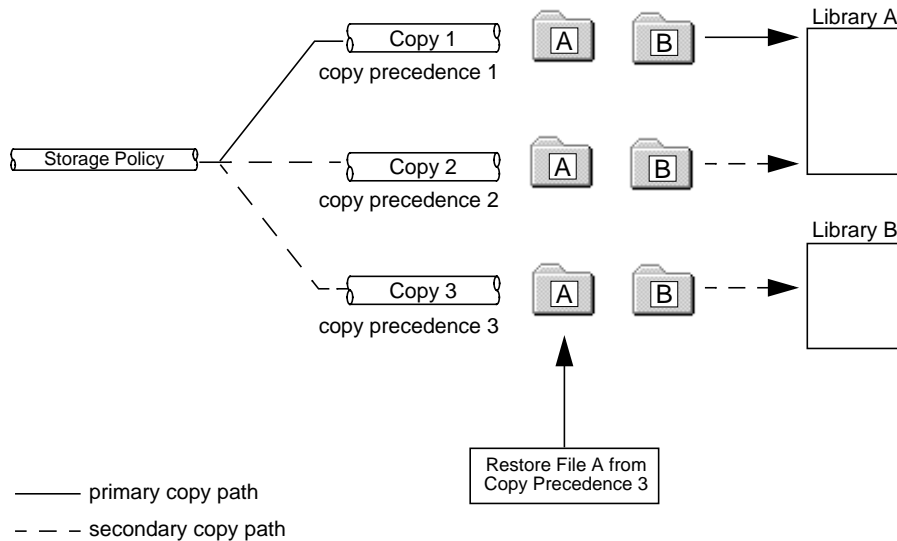 Library A
Copy 1
A
B
copy precedence 1
Storage Policy
Copy 2
A
B
copy precedence 2
Library B
Copy 3
A
B
copy precedence 3
Restore File A from
Copy Precedence 3
primary copy path
secondary copy path